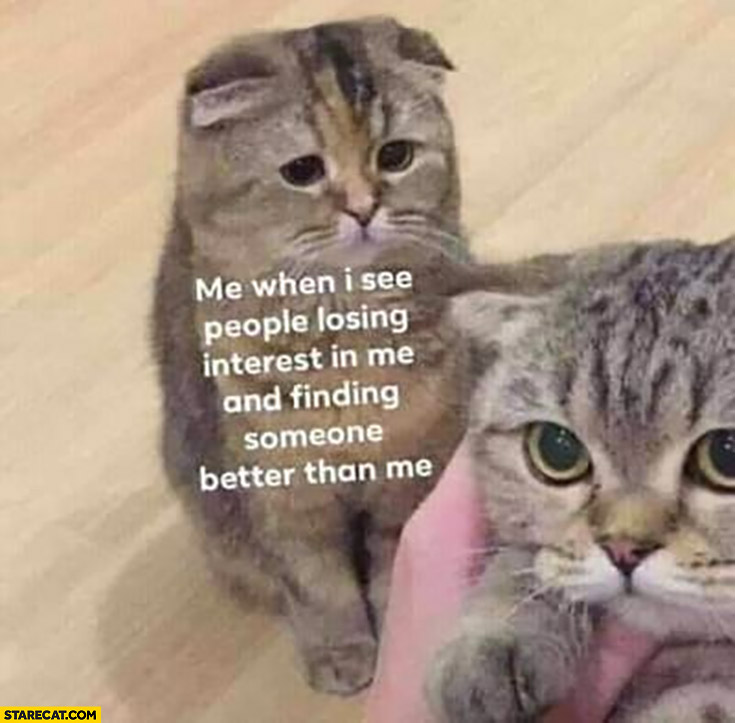 Me when i see
people losing
interest in me
and finding
someone
better than me
STARECAT.COM